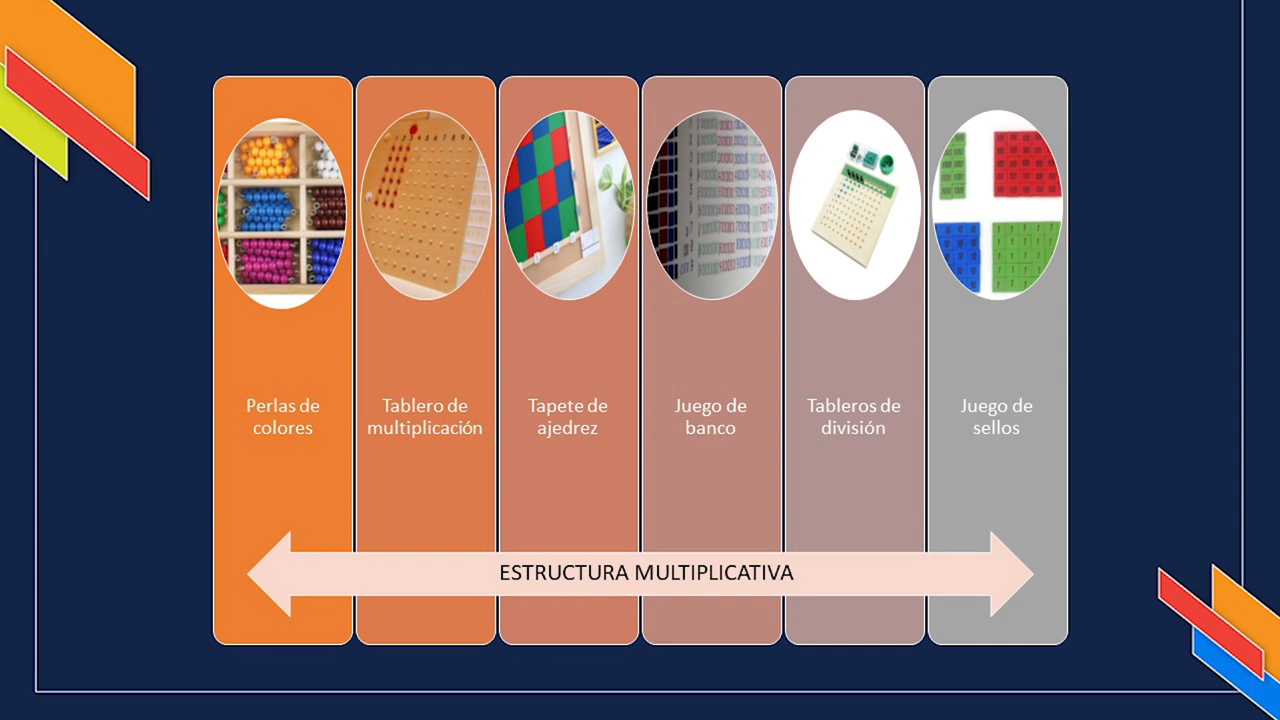 Perlas de
colores
Tablero de
multiplicación
Tapete de
ajedrez
Juego de
banco
Tableros de
división
Juego de
sellos
ESTRUCTURA MULTIPLICATIVA